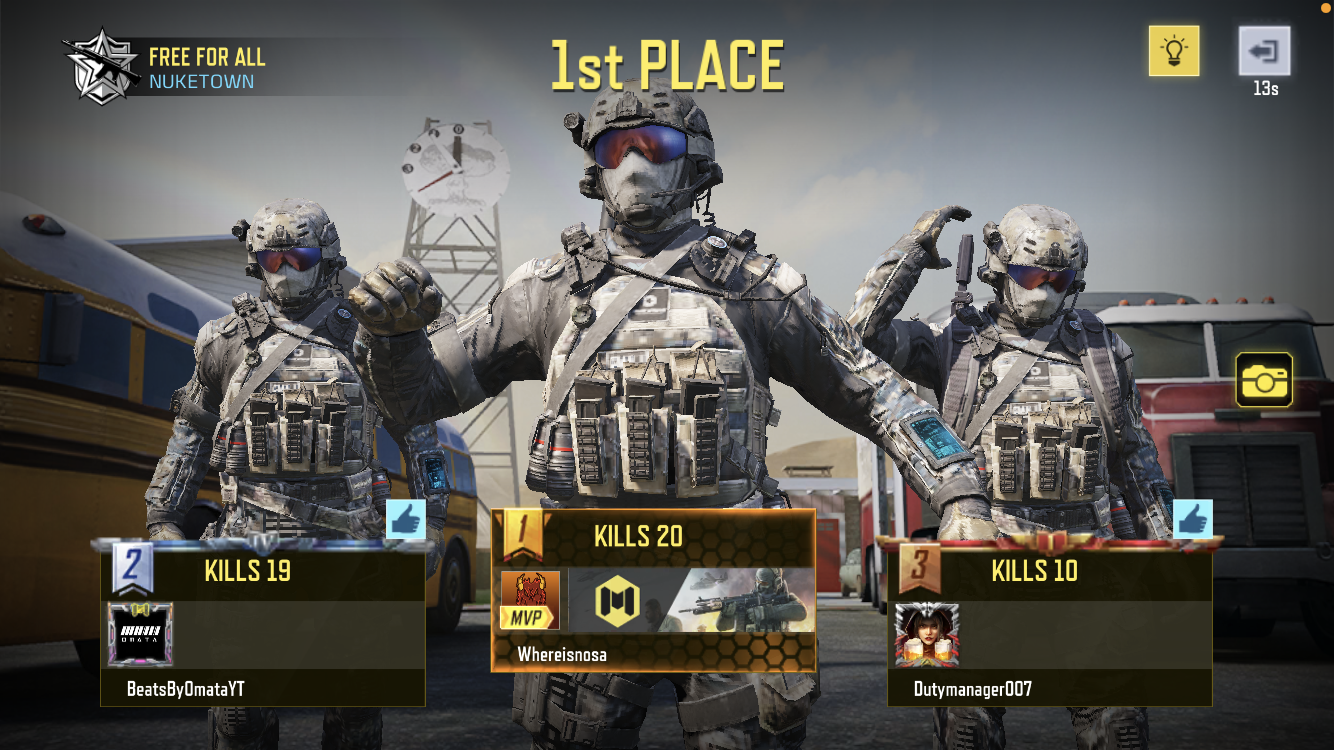 FREE FOR ALL
NUKETOWN
1st PLACE
13s
2
KILLS 19
BeatsByOmataYT
1
KILLS 20
MVP
Whereisnosa
3
KILLS 10
Dutymanager007